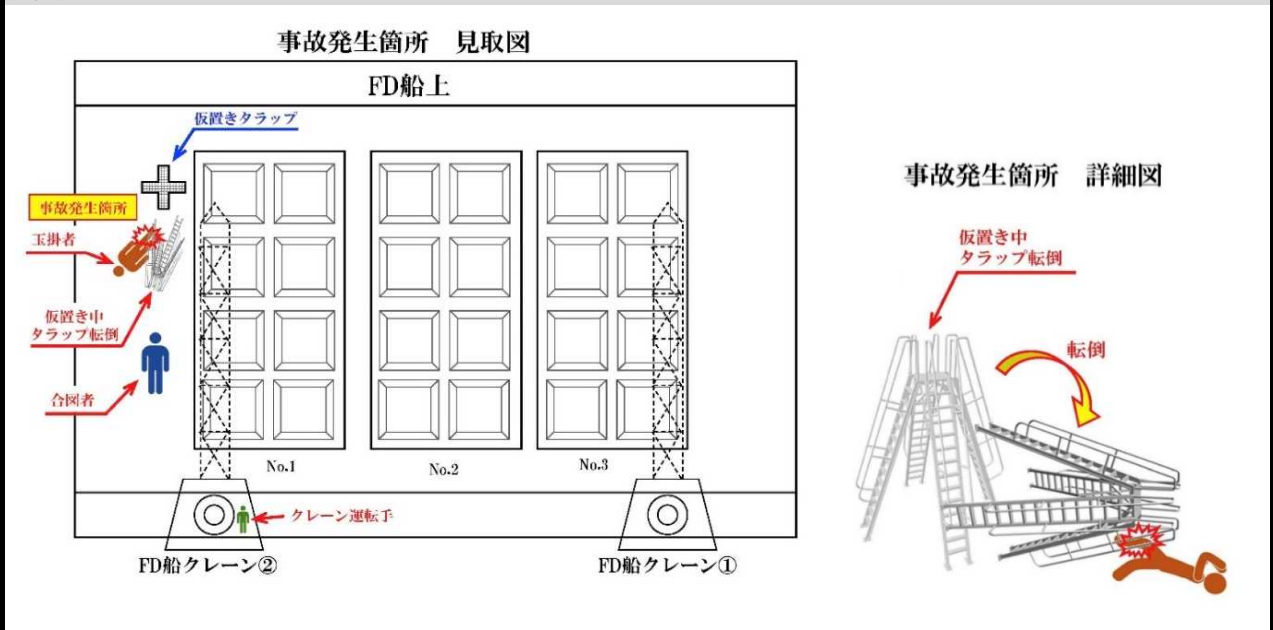 事故発生箇所　見取図
FD船上
仮置きタラップ
事故発生箇所
玉掛者
仮置き中
タラップ転倒
合図者
No.1
No.2
No.3
クレーン運転手
FD船クレーン②
FD船クレーン①
事故発生箇所　詳細図
仮置き中
タラップ転倒
転倒